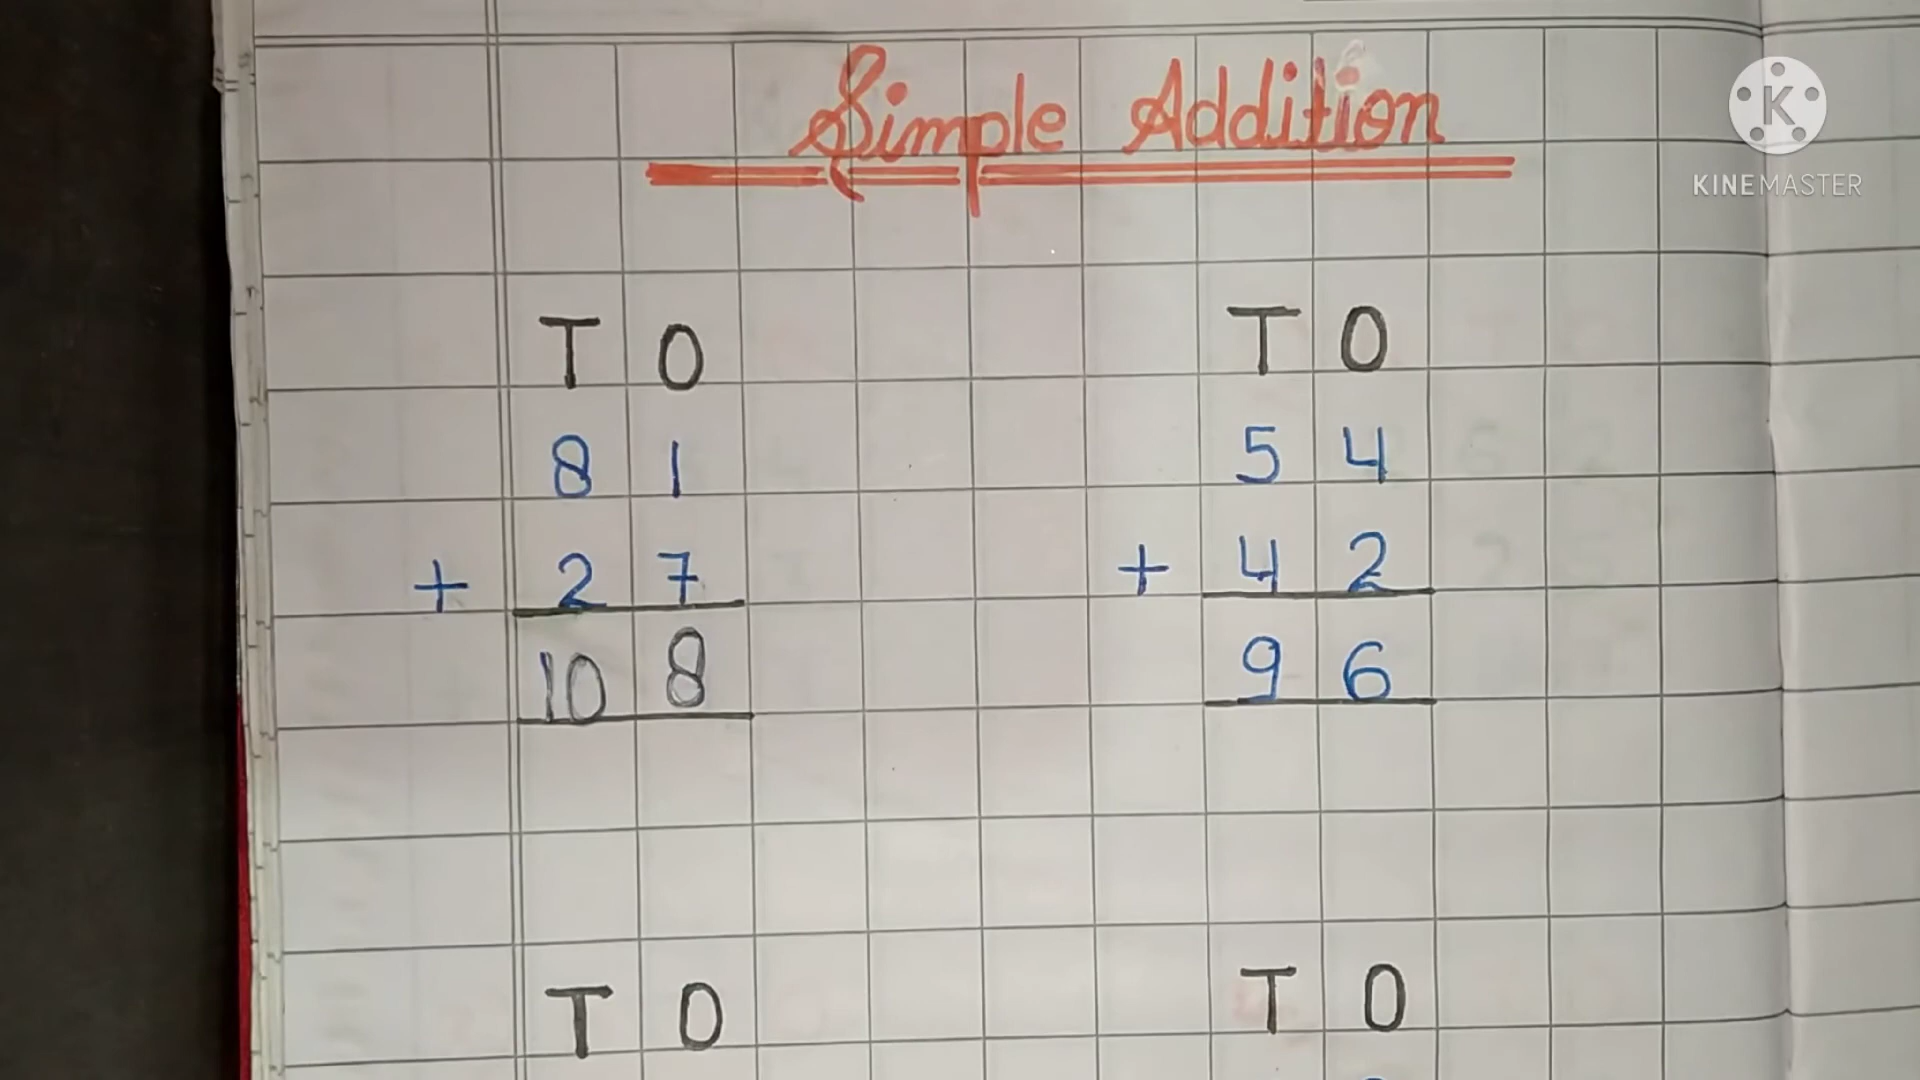 Simple Addition
KINEMASTER
T O T O
8 1 5 4
+ 2 7 + 4 2
10 8 9 6
T O T O